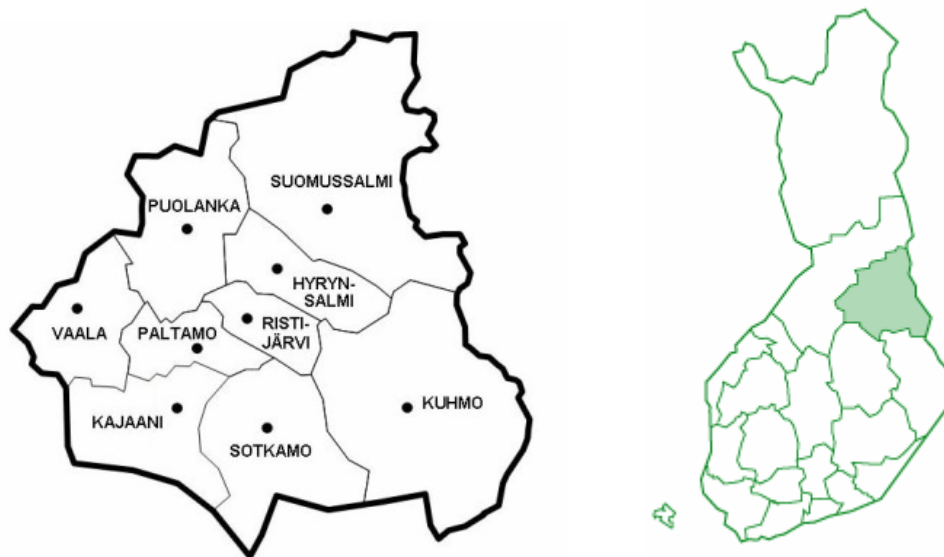 SUOMUSSALMI
PUOLANKA
HYRYN-
SALMI
VAALA
PALTAMO
RISTI-
JÄRVI
KAJAANI
KUHMO
SOTKAMO